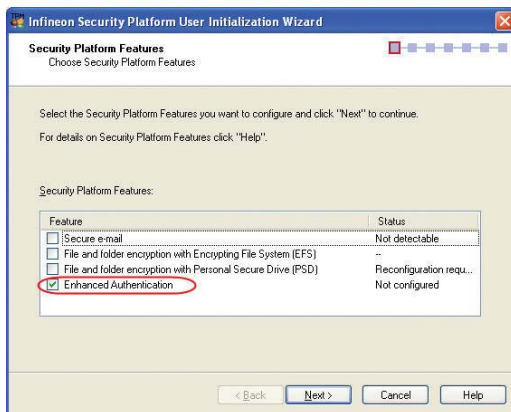 Infineon Security Platform User Initialization Wizard
Security Platform Features
Choose Security Platform Features
Select the Security Platform Features you want to configure and click "Next" to continue.
For details on Security Platform Features click "Help".
Security Platform Features:
Feature Status
Secure e-mail Not detectable
File and folder encryption with Encrypting File System (EFS) --
File and folder encryption with Personal Secure Drive (PSD) Reconfiguration requ...
Enhanced Authentication Not configured
< Back Next > Cancel Help